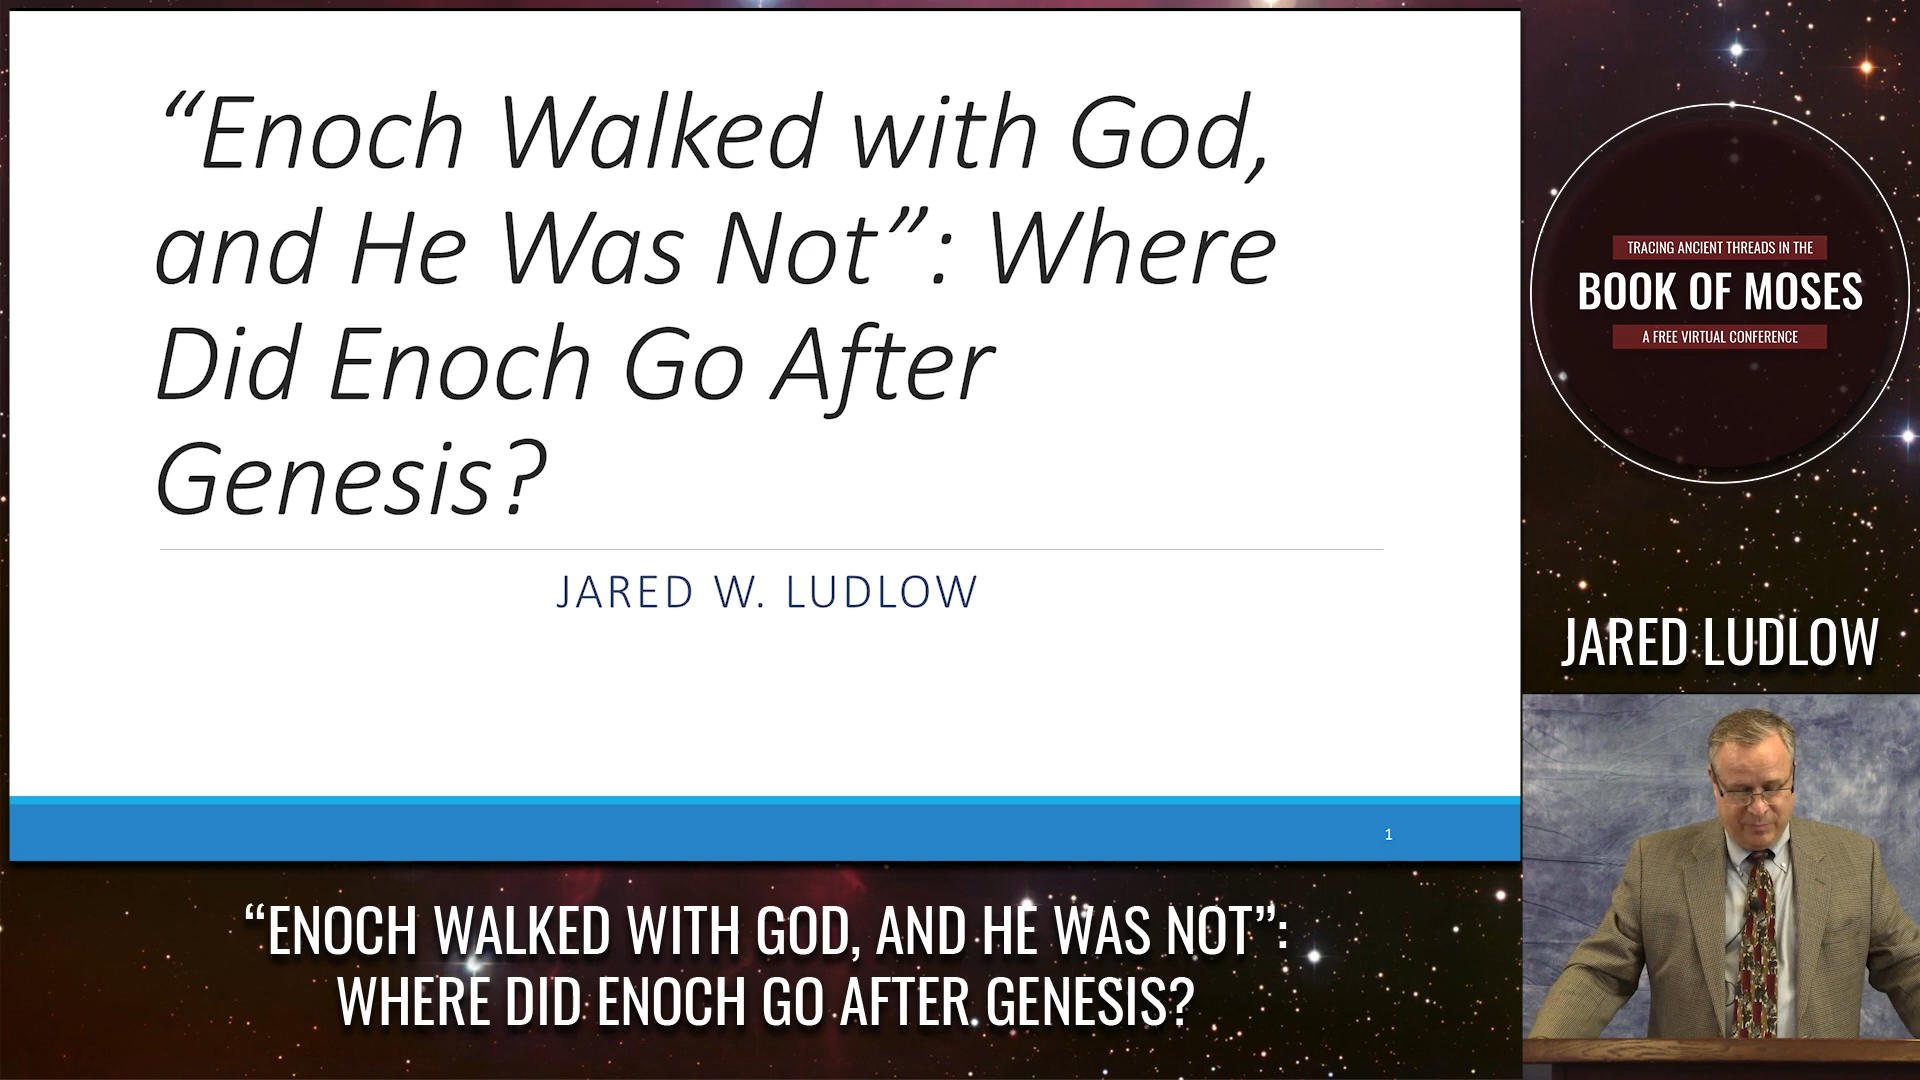 “Enoch Walked with God,
and He Was Not”: Where
Did Enoch Go After
Genesis?
JARED W. LUDLOW
1
TRACING ANCIENT THREADS IN THE
BOOK OF MOSES
A FREE VIRTUAL CONFERENCE
JARED LUDLOW
“ENOCH WALKED WITH GOD, AND HE WAS NOT”:
WHERE DID ENOCH GO AFTER GENESIS?